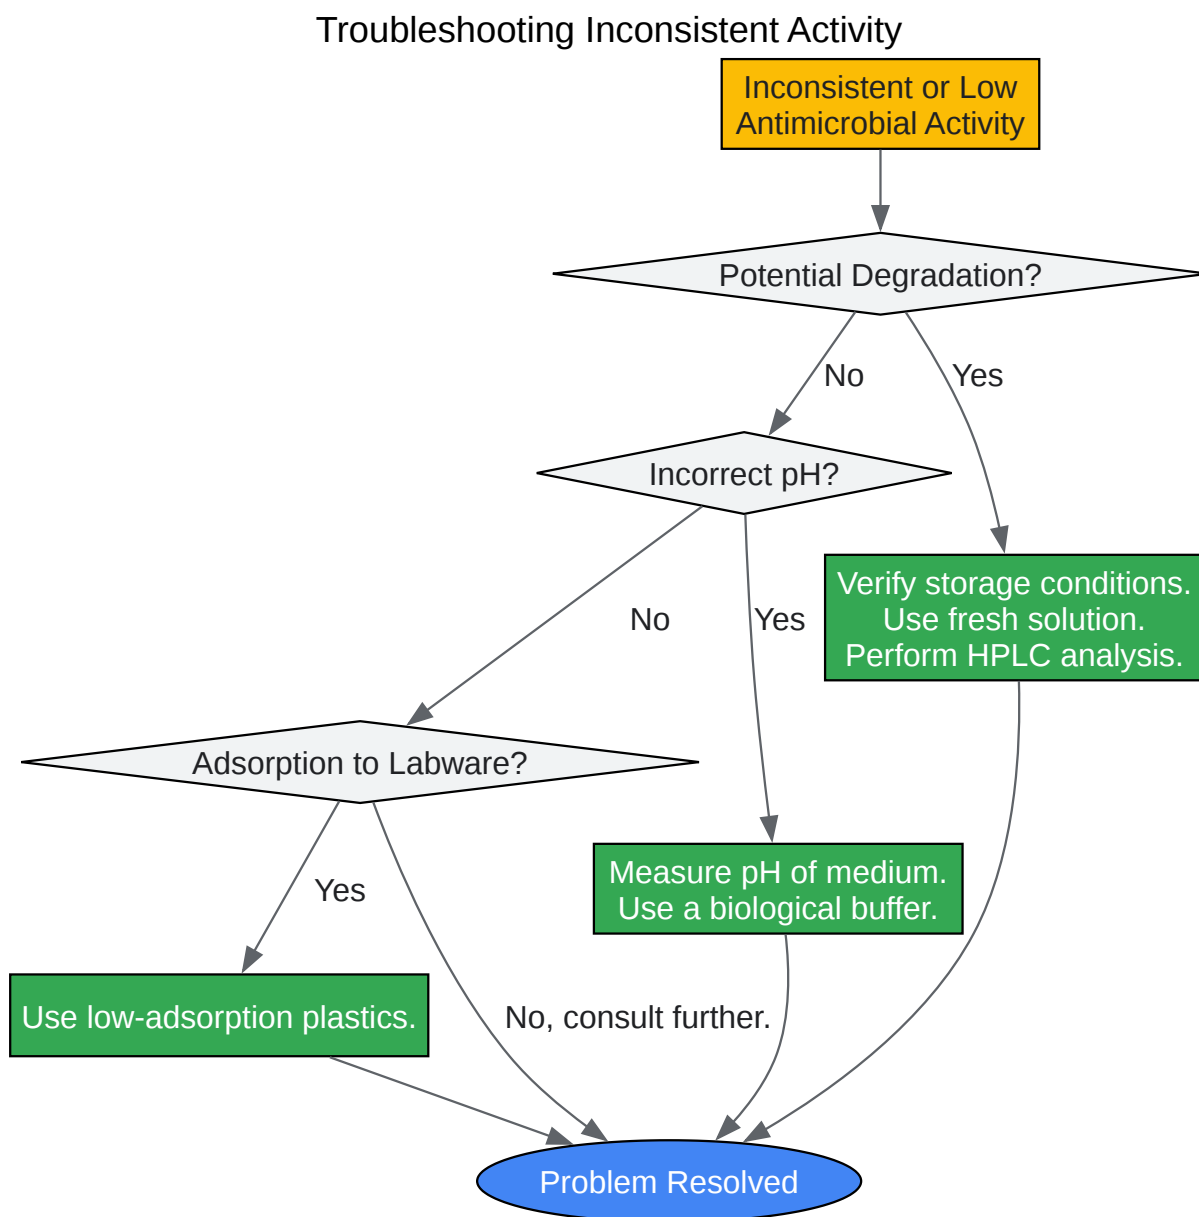 Troubleshooting Inconsistent Activity
Inconsistent or Low
Antimicrobial Activity
Potential Degradation?
No
Yes
Incorrect pH?
No
Yes
Verify storage conditions.
Use fresh solution.
Perform HPLC analysis.
Adsorption to Labware?
Yes
Measure pH of medium.
Use a biological buffer.
Use low-adsorption plastics.
No, consult further.
Problem Resolved